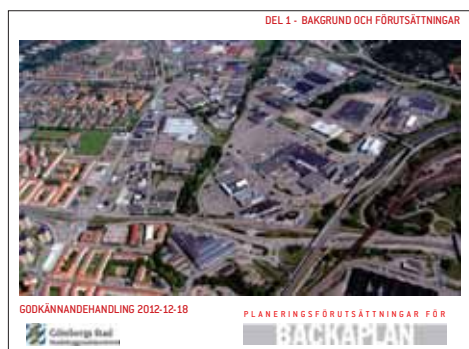 DEL 1 - BAKGRUND OCH FÖRUTSÄTTNINGAR
GODKÄNNANDEHANDLING 2012-12-18
PLANERINGSFÖRUTSÄTTNINGAR FÖR
Göteborgs Stad
BACKAPLAN